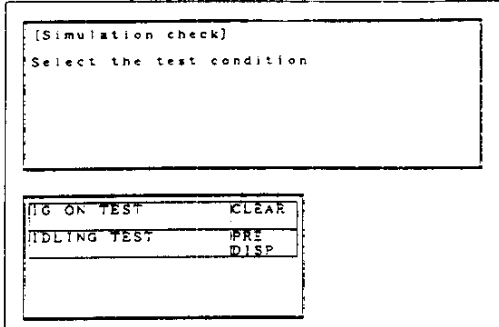 [Simulation check]
Select the test condition
IG ON TEST CLEAR
IDLING TEST PRE
DISP